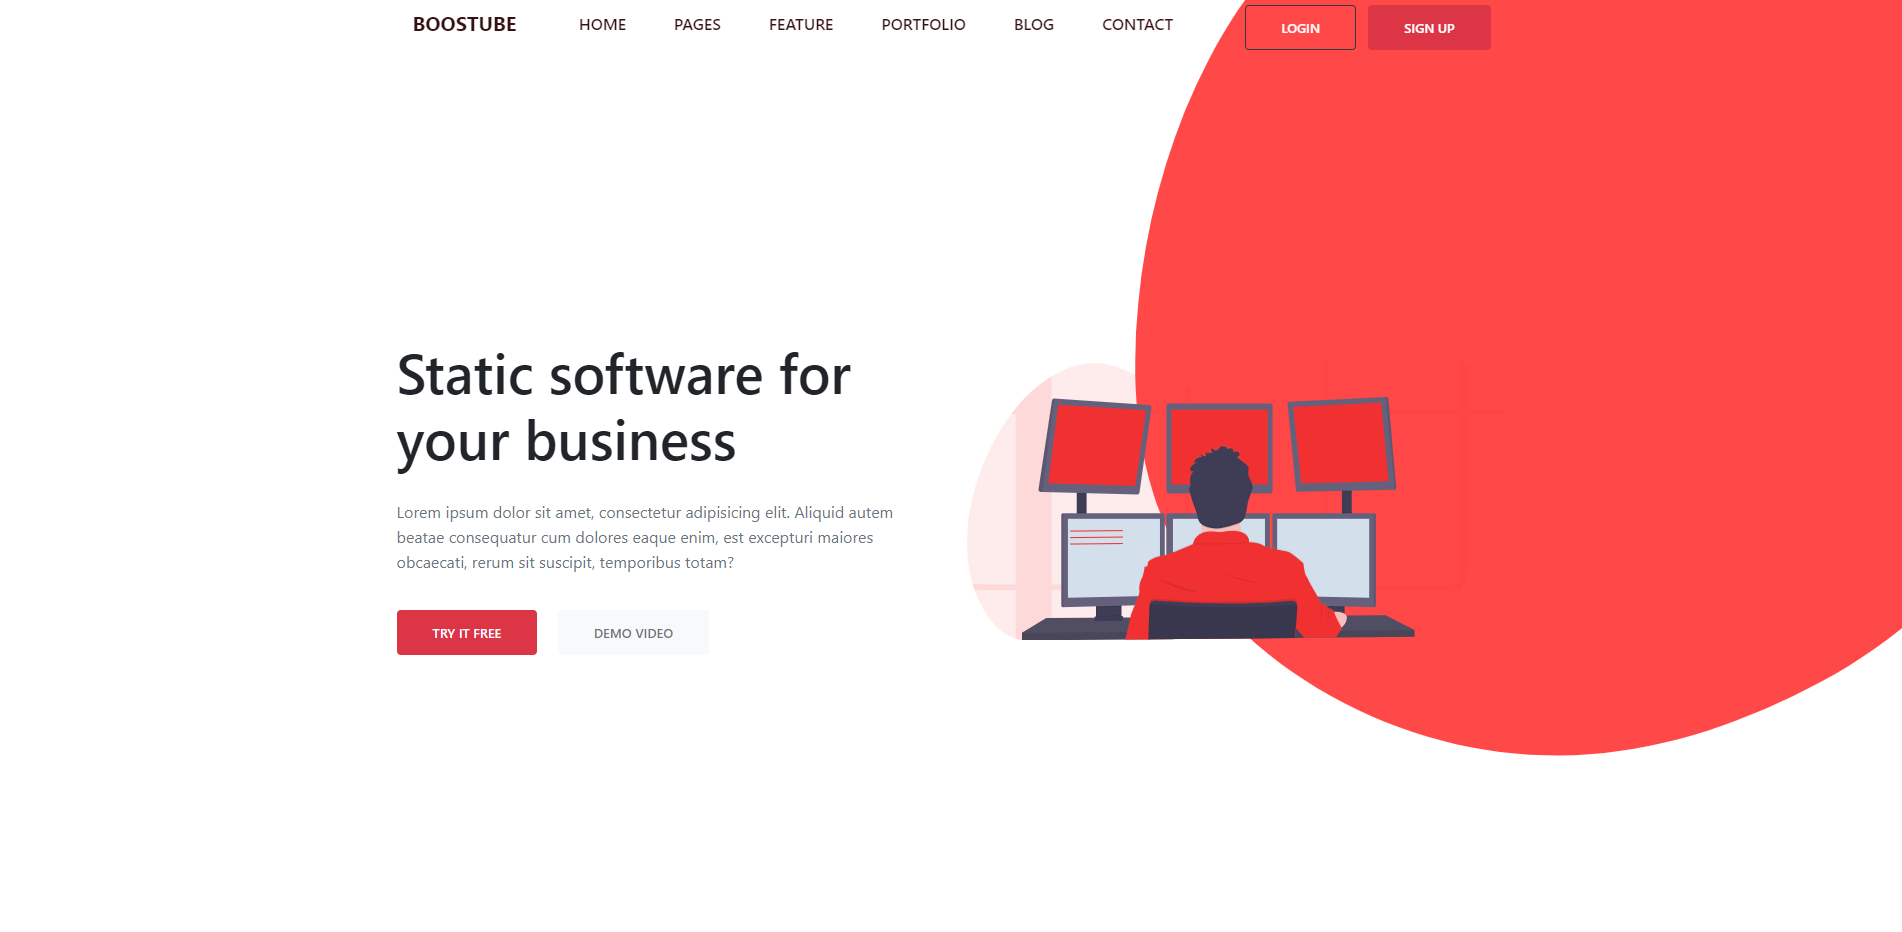 BOOSTUBE HOME PAGES FEATURE PORTFOLIO BLOG CONTACT LOGIN SIGN UP
Static software for
your business
Lorem ipsum dolor sit amet, consectetur adipisicing elit. Aliquid autem
beatae consequatur cum dolores eaque enim, est excepturi maiores
obcaecati, rerum sit suscipit, temporibus totam?
TRY IT FREE DEMO VIDEO